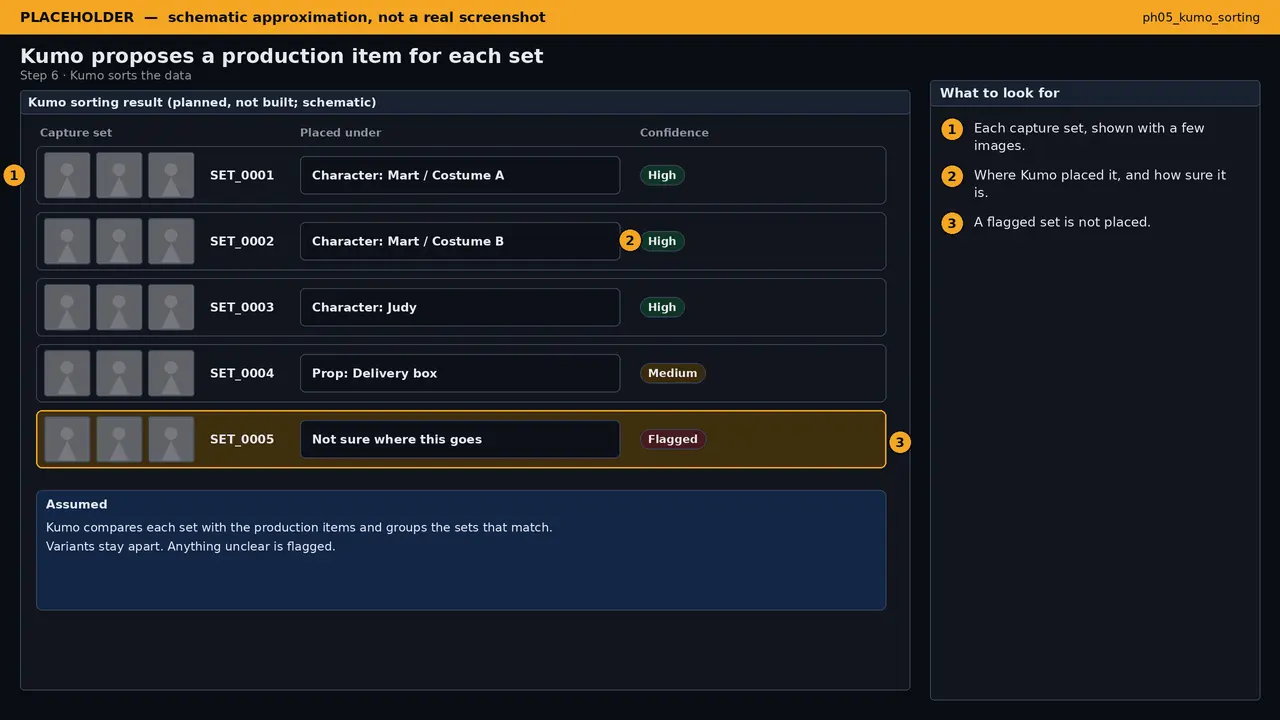 PLACEHOLDER — schematic approximation, not a real screenshot
ph05_kumo_sorting
Kumo proposes a production item for each set
Step 6 · Kumo sorts the data
Kumo sorting result (planned, not built; schematic)
Capture set
Placed under
Confidence
1
SET_0001
Character: Mart / Costume A
High
SET_0002
Character: Mart / Costume B
2
High
SET_0003
Character: Judy
High
SET_0004
Prop: Delivery box
Medium
SET_0005
Not sure where this goes
Flagged
3
Assumed
Kumo compares each set with the production items and groups the sets that match.
Variants stay apart. Anything unclear is flagged.
What to look for
1
Each capture set, shown with a few
images.
2
Where Kumo placed it, and how sure it
is.
3
A flagged set is not placed.